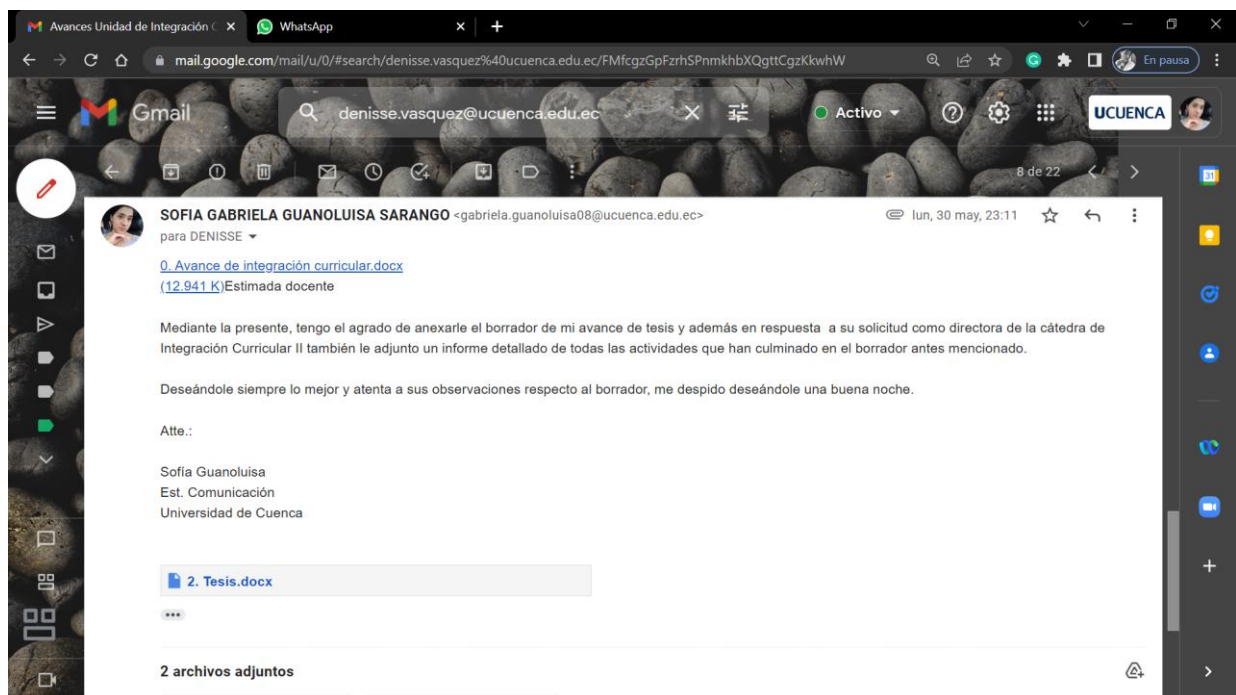 Avances Unidad de Integración C
WhatsApp
mail.google.com/mail/u/0/#search/denisse.vasquez%40ucuenca.edu.ec/FMfcgzGpFzrhSPnmkhbXQgttCgzKkwhW
En pausa
Gmail
denisse.vasquez@ucuenca.edu.ec
Activo
UCUENCA
8 de 22
31
SOFIA GABRIELA GUANOLUISA SARANGO <gabriela.guanoluisa08@ucuenca.edu.ec>
lun, 30 may, 23:11
para DENISSE
0. Avance de integración curricular.docx
(12.941 K)Estimada docente
Mediante la presente, tengo el agrado de anexarle el borrador de mi avance de tesis y además en respuesta a su solicitud como directora de la cátedra de
Integración Curricular II también le adjunto un informe detallado de todas las actividades que han culminado en el borrador antes mencionado.
Deseándole siempre lo mejor y atenta a sus observaciones respecto al borrador, me despido deseándole una buena noche.
Atte.:
Sofía Guanoluisa
Est. Comunicación
Universidad de Cuenca
2. Tesis.docx
2 archivos adjuntos